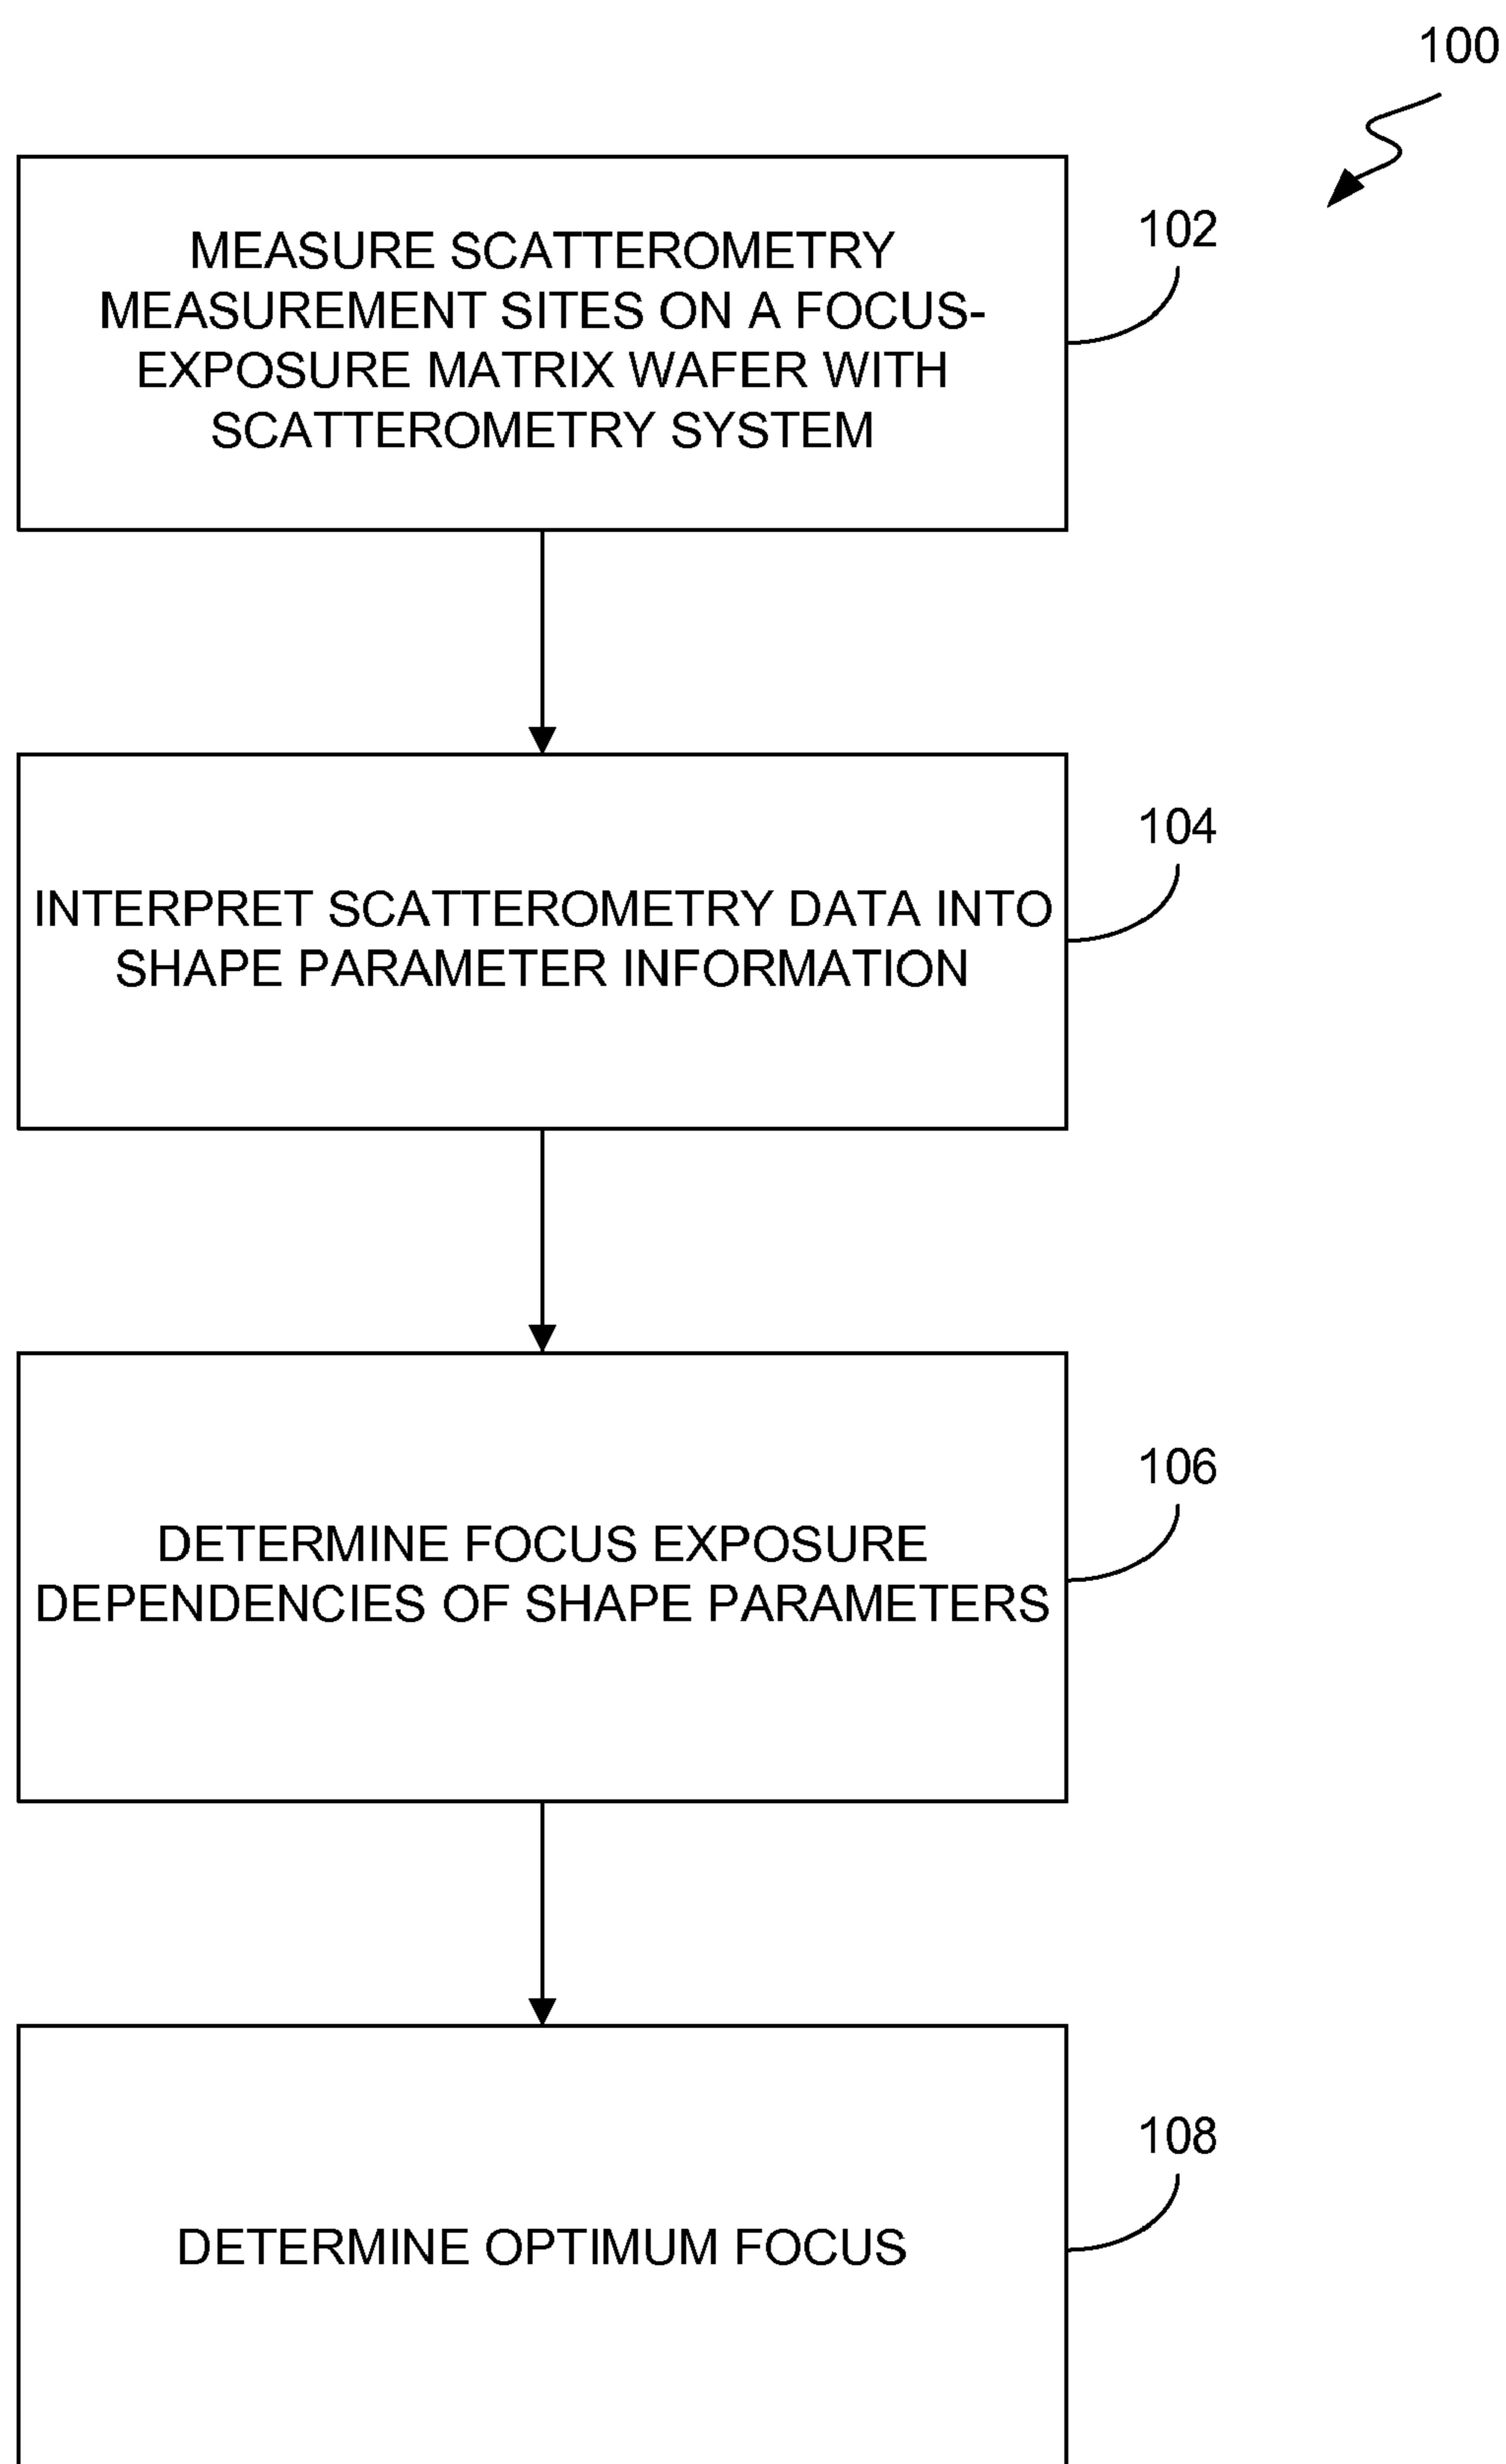 100
102
MEASURE SCATTEROMETRY
MEASUREMENT SITES ON A FOCUS-
EXPOSURE MATRIX WAFER WITH
SCATTEROMETRY SYSTEM
104
INTERPRET SCATTEROMETRY DATA INTO
SHAPE PARAMETER INFORMATION
106
DETERMINE FOCUS EXPOSURE
DEPENDENCIES OF SHAPE PARAMETERS
108
DETERMINE OPTIMUM FOCUS